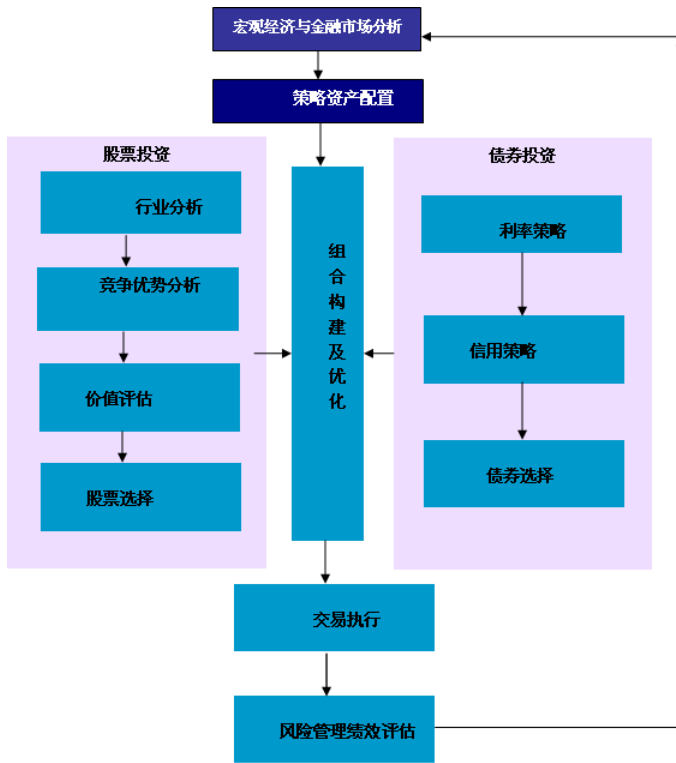 宏观经济与金融市场分析
策略资产配置
股票投资
行业分析
竞争优势分析
价值评估
股票选择
组合构建及优化
债券投资
利率策略
信用策略
债券选择
交易执行
风险管理绩效评估